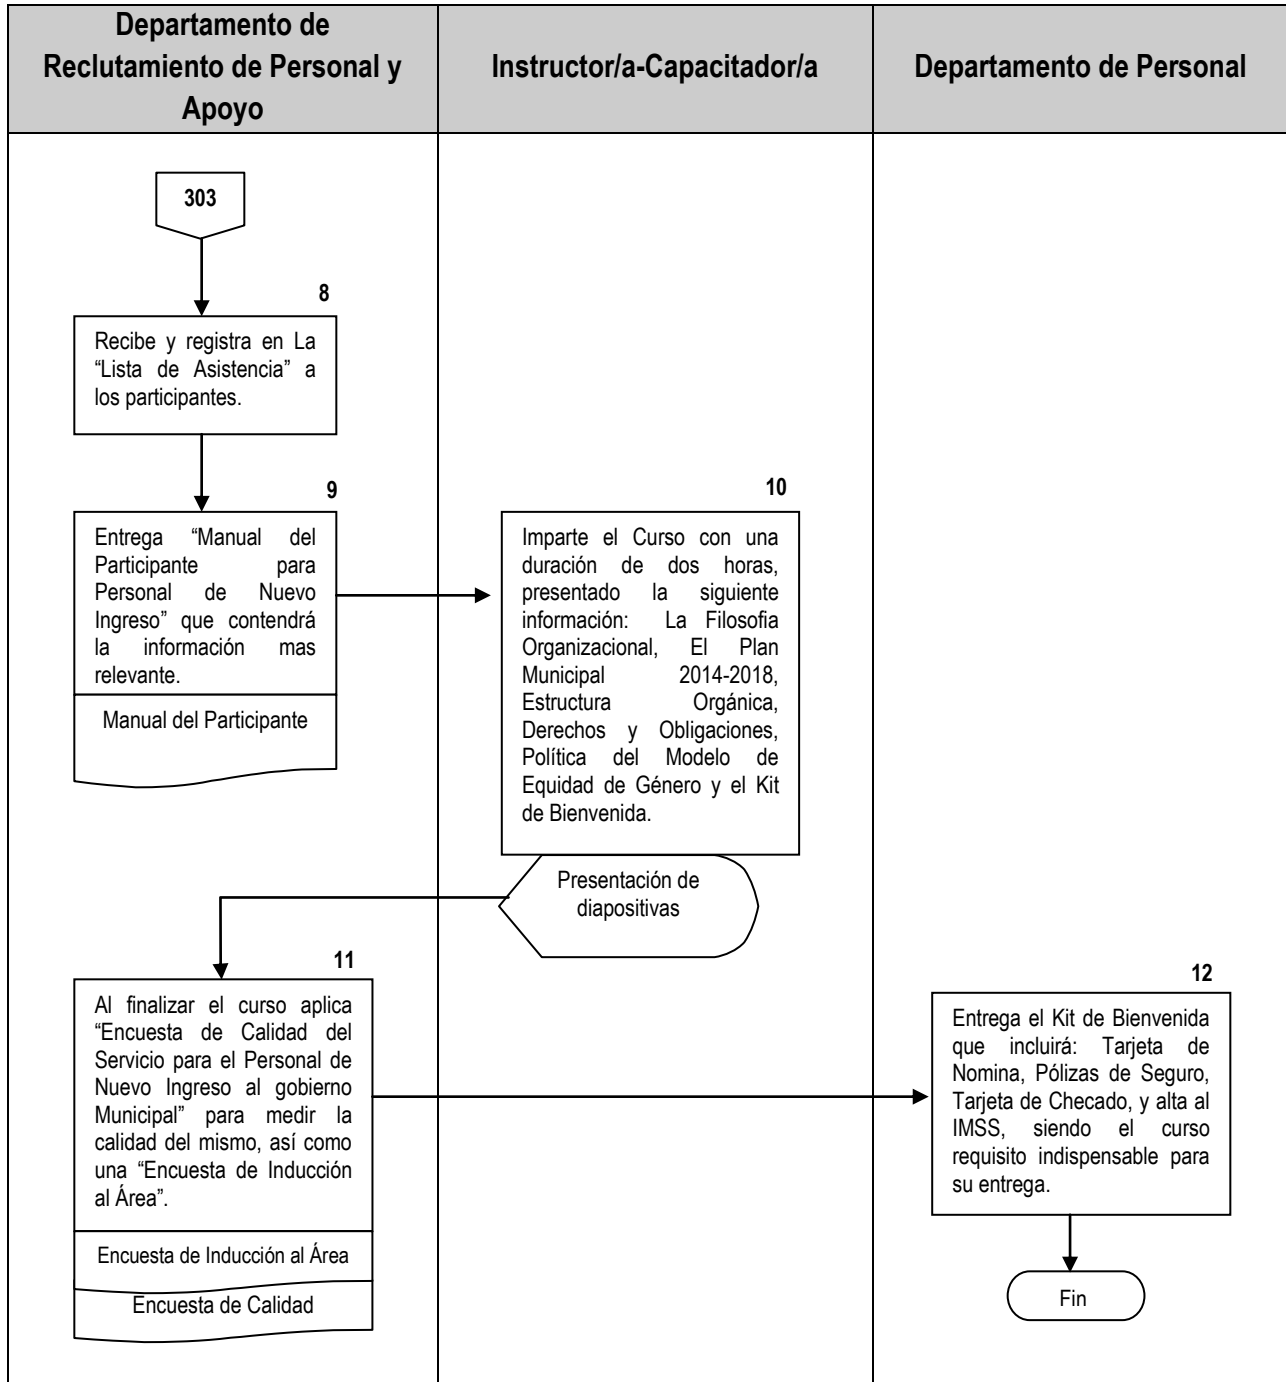 Departamento de
Reclutamiento de Personal y
Apoyo
Instructor/a-Capacitador/a
Departamento de Personal
303
8
Recibe y registra en La
“Lista de Asistencia” a
los participantes.
9
Entrega “Manual del
Participante para
Personal de Nuevo
Ingreso” que contendrá
la información mas
relevante.
Manual del Participante
10
Imparte el Curso con una
duración de dos horas,
presentado la siguiente
información: La Filosofia
Organizacional, El Plan
Municipal 2014-2018,
Estructura Orgánica,
Derechos y Obligaciones,
Política del Modelo de
Equidad de Género y el Kit
de Bienvenida.
Presentación de
diapositivas
11
Al finalizar el curso aplica
“Encuesta de Calidad del
Servicio para el Personal de
Nuevo Ingreso al gobierno
Municipal” para medir la
calidad del mismo, así como
una “Encuesta de Inducción
al Área”.
Encuesta de Inducción al Área
Encuesta de Calidad
12
Entrega el Kit de Bienvenida
que incluirá: Tarjeta de
Nomina, Pólizas de Seguro,
Tarjeta de Checado, y alta al
IMSS, siendo el curso
requisito indispensable para
su entrega.
Fin